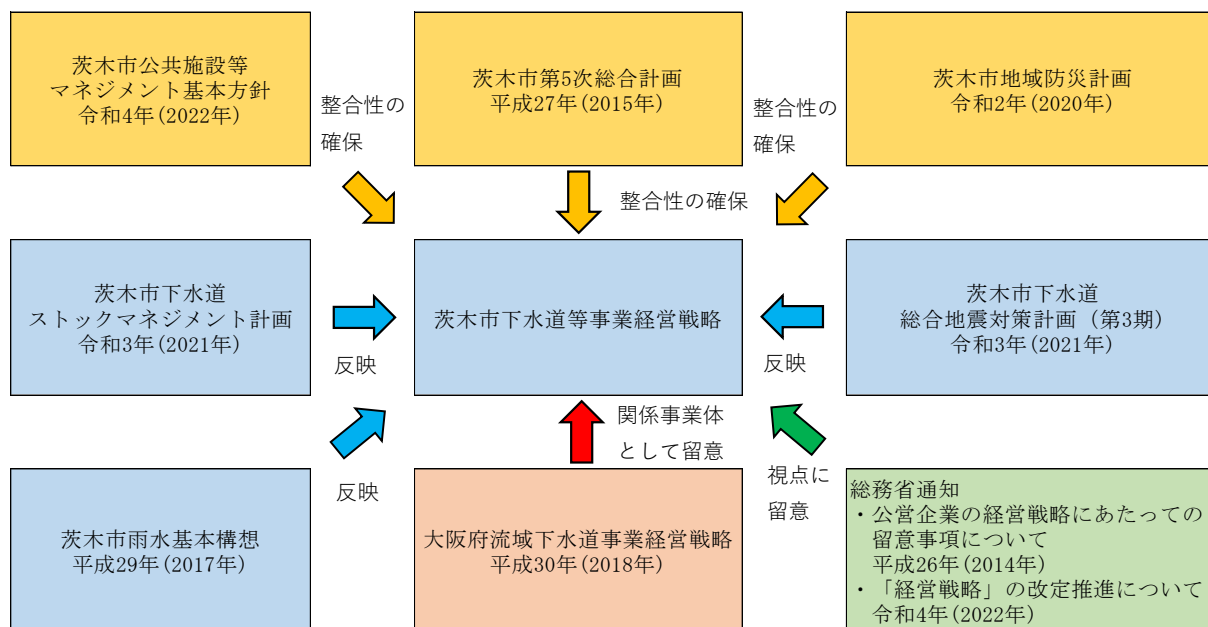 茨木市公共施設等
マネジメント基本方針
令和4年(2022年)
整合性の
確保
茨木市第5次総合計画
平成27年(2015年)
整合性の確保
整合性の
確保
茨木市地域防災計画
令和2年(2020年)
茨木市下水道
ストックマネジメント計画
令和3年(2021年)
反映
茨木市下水道等事業経営戦略
反映
茨木市下水道
総合地震対策計画（第3期）
令和3年(2021年)
茨木市雨水基本構想
平成29年(2017年)
反映
関係事業体
として留意
大阪府流域下水道事業経営戦略
平成30年(2018年)
視点に
留意
総務省通知
・公営企業の経営戦略にあたっての
留意事項について
平成26年(2014年)
・「経営戦略」の改定推進について
令和4年(2022年)